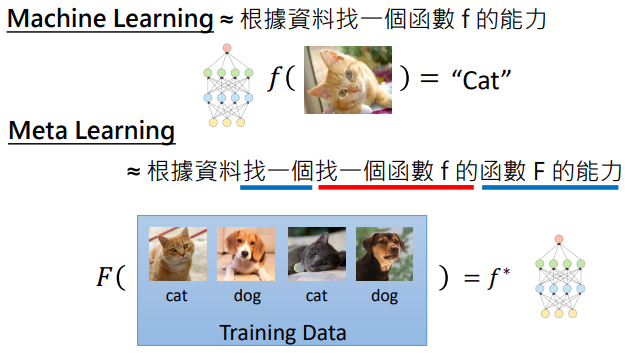 Machine Learning ≈ 根據資料找一個函數 f 的能力
f( ) = “Cat”
Meta Learning
≈ 根據資料找一個找一個函數 f 的函數 F 的能力
F( ) = f*
cat dog cat dog
Training Data